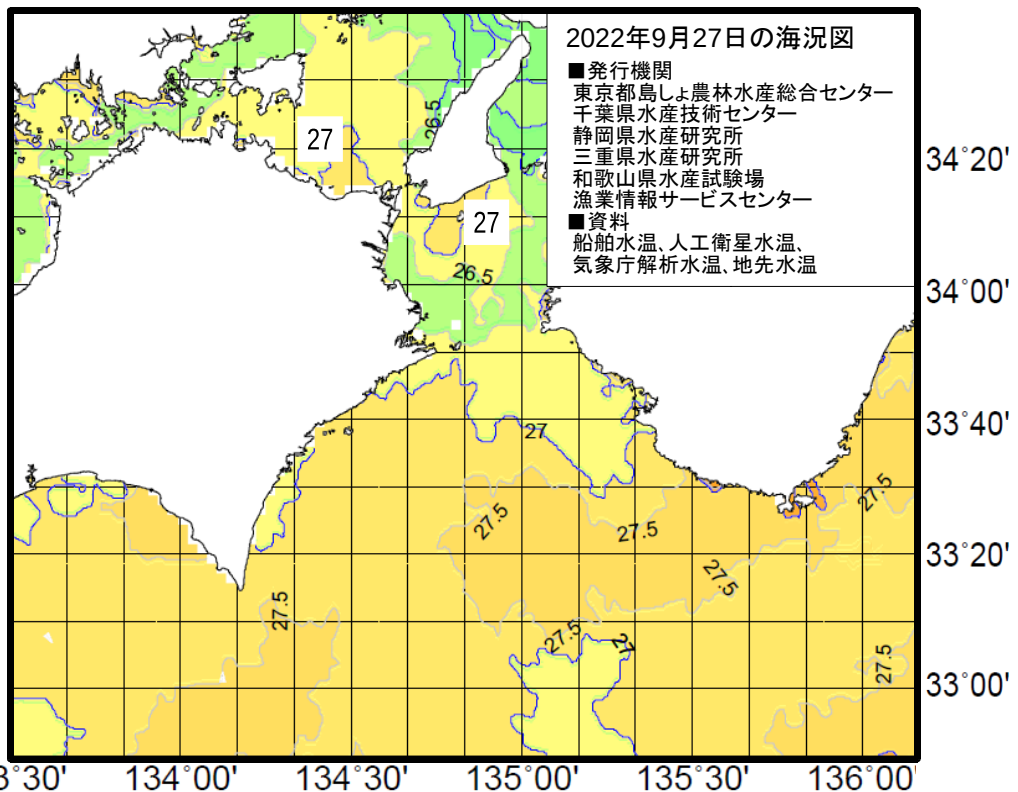 2022年9月27日の海況図
■発行機関
東京都島しょ農林水産総合センター
千葉県水産技術センター
静岡県水産研究所
三重県水産研究所
和歌山県水産試験場
漁業情報サービスセンター
■資料
船舶水温、人工衛星水温、
気象庁解析水温、地先水温
26.5
27
27
26.5
27
27.5
27.5
27.5
27.5
27.5
27.5
27
27.5
34°20'
34°00'
33°40'
33°20'
33°00'
3°30'
134°00'
134°30'
135°00'
135°30'
136°00'